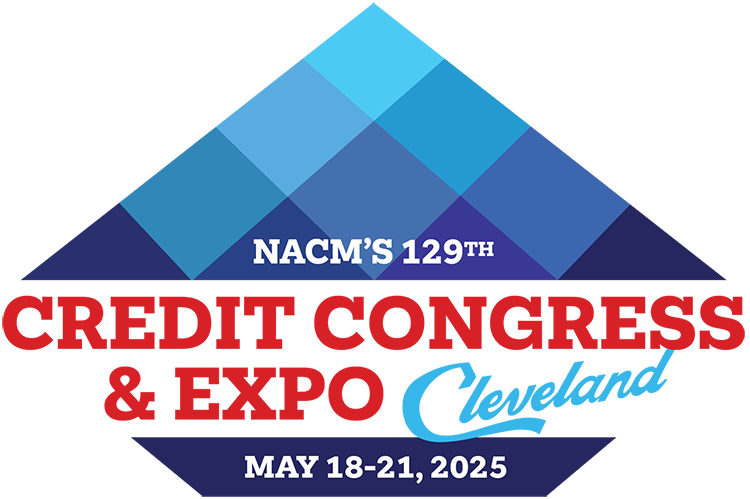 NACM'S 129TH
CREDIT CONGRESS
& EXPO Cleveland
MAY 18-21, 2025